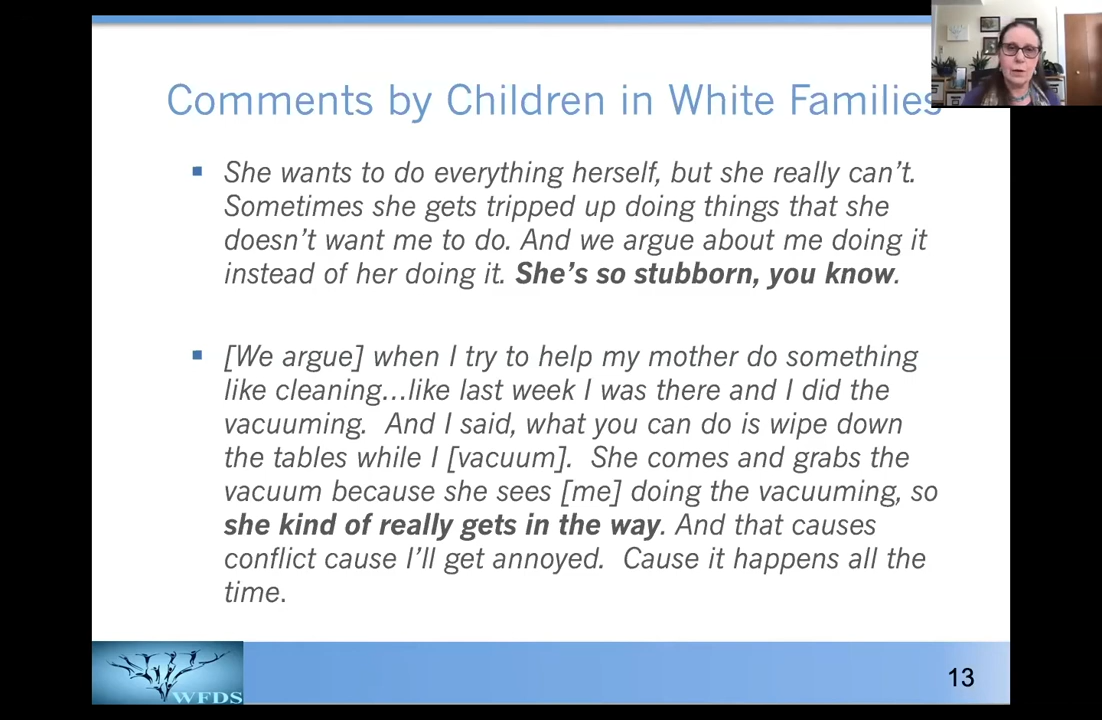 Comments by Children in White Families
▪ She wants to do everything herself, but she really can't.
Sometimes she gets tripped up doing things that she
doesn't want me to do. And we argue about me doing it
instead of her doing it. She's so stubborn, you know.
▪ [We argue] when I try to help my mother do something
like cleaning...like last week I was there and I did the
vacuuming.  And I said, what you can do is wipe down
the tables while I [vacuum].  She comes and grabs the
vacuum because she sees [me] doing the vacuuming, so
she kind of really gets in the way. And that causes
conflict cause I'll get annoyed.  Cause it happens all the
time.
WFDS
13